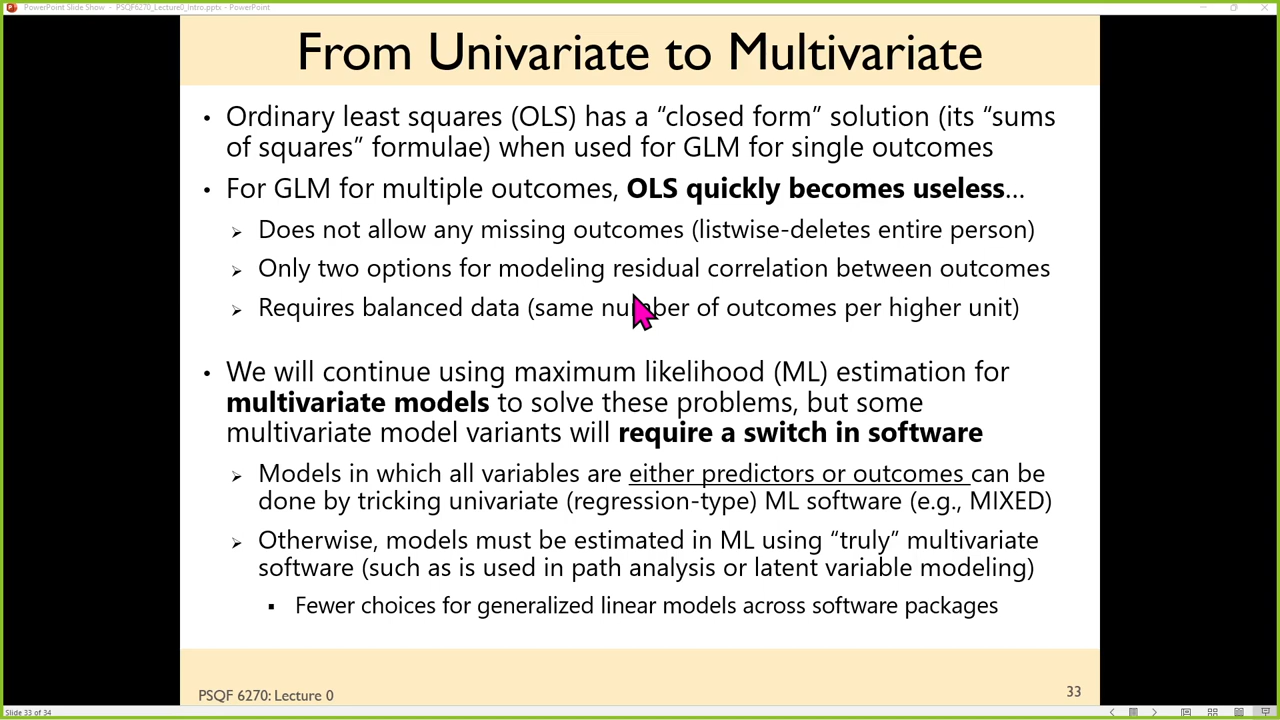 PowerPoint Slide Show - PSQF6270_Lecture0_Intro.pptx - PowerPoint
From Univariate to Multivariate
• Ordinary least squares (OLS) has a “closed form” solution (its “sums
of squares” formulae) when used for GLM for single outcomes
• For GLM for multiple outcomes, OLS quickly becomes useless…
➢ Does not allow any missing outcomes (listwise-deletes entire person)
➢ Only two options for modeling residual correlation between outcomes
➢ Requires balanced data (same number of outcomes per higher unit)
• We will continue using maximum likelihood (ML) estimation for
multivariate models to solve these problems, but some
multivariate model variants will require a switch in software
➢ Models in which all variables are either predictors or outcomes can be
done by tricking univariate (regression-type) ML software (e.g., MIXED)
➢ Otherwise, models must be estimated in ML using “truly” multivariate
software (such as is used in path analysis or latent variable modeling)
▪ Fewer choices for generalized linear models across software packages
PSQF 6270: Lecture 0
33
Slide 33 of 34